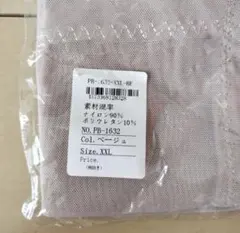 PB-1632-XXL-BE
素材混率
ナイロン90%
ポリウレタン10%
NO.PB-1632
Col.ベージュ
Size.XXL
Price.